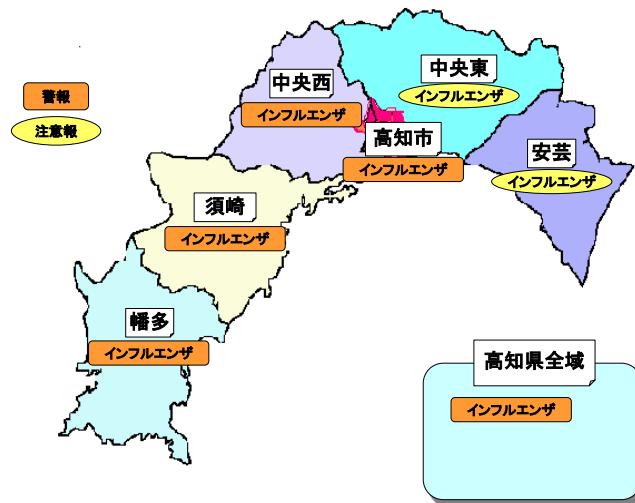 警報
注意報
中央西
インフルエンザ
中央東
インフルエンザ
高知市
インフルエンザ
安芸
インフルエンザ
須崎
インフルエンザ
幡多
インフルエンザ
高知県全域
インフルエンザ